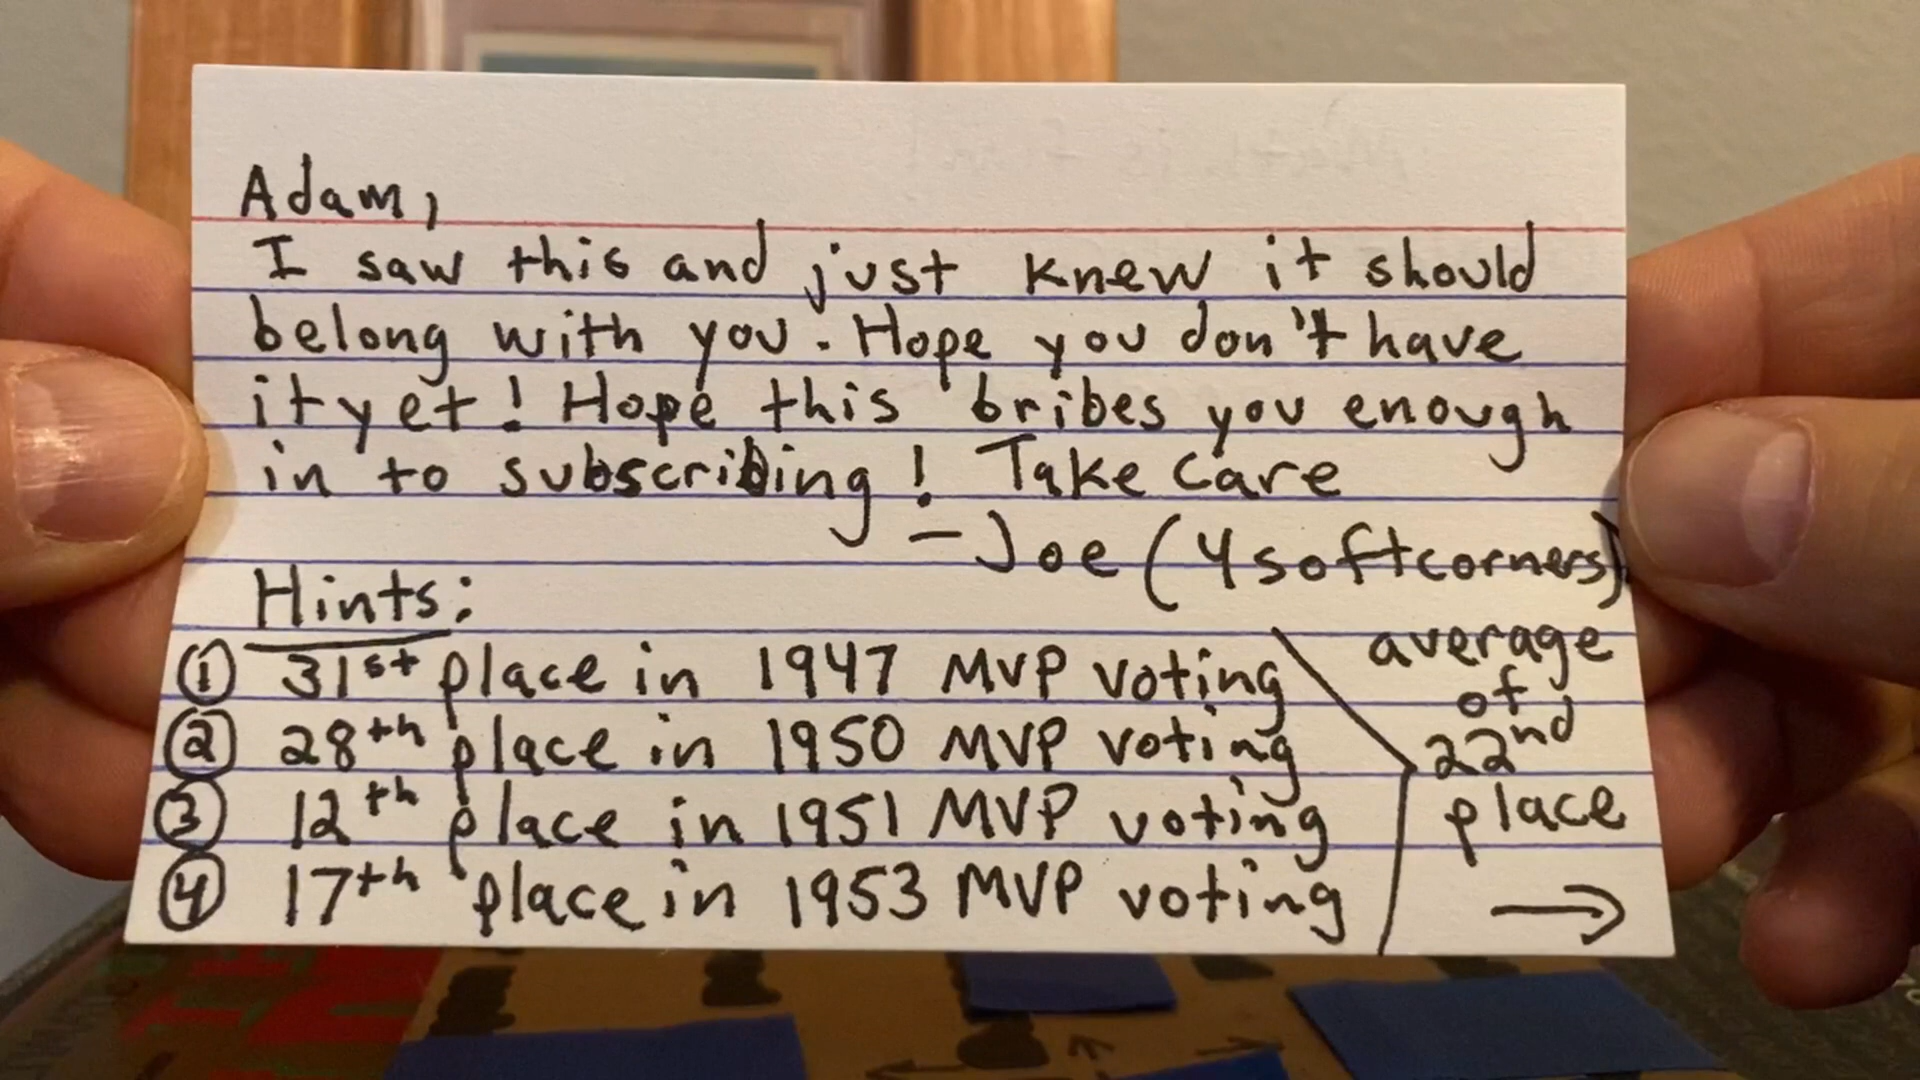 Adam,
I saw this and just knew it should
belong with you. Hope you don't have
it yet! Hope this bribes you enough
in to subscribing! Take Care
- Joe (4softcorners)
Hints:
① 31st place in 1947 MVP voting
② 28th place in 1950 MVP voting
③ 12th place in 1951 MVP voting
④ 17th place in 1953 MVP voting
average
of
22nd
place
→